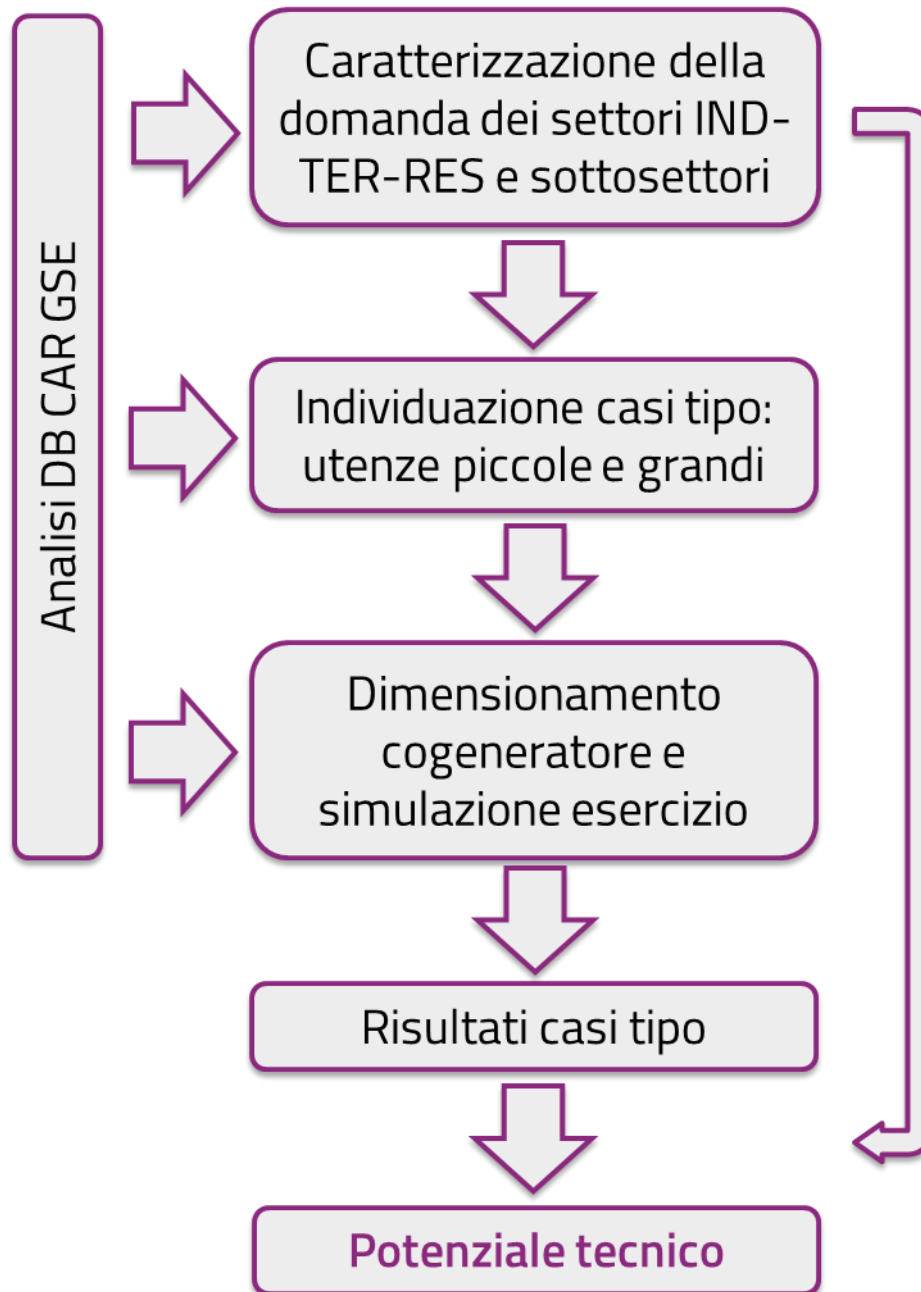 Analisi DB CAR GSE
Caratterizzazione della
domanda dei settori IND-
TER-RES e sottosettori
Individuazione casi tipo:
utenze piccole e grandi
Dimensionamento
cogeneratore e
simulazione esercizio
Risultati casi tipo
Potenziale tecnico